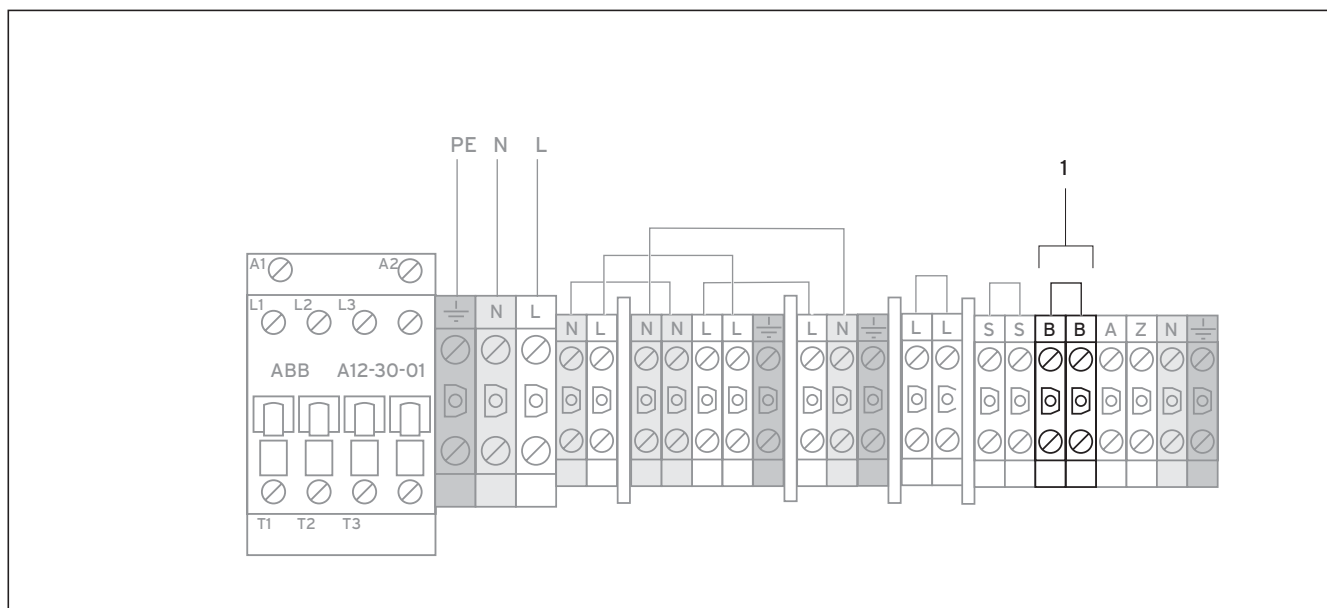 PE N L
1
A1 A2
L1 L2 L3
N L
N L N N L L L N L L S S B B A Z N
ABB A12-30-01
T1 T2 T3